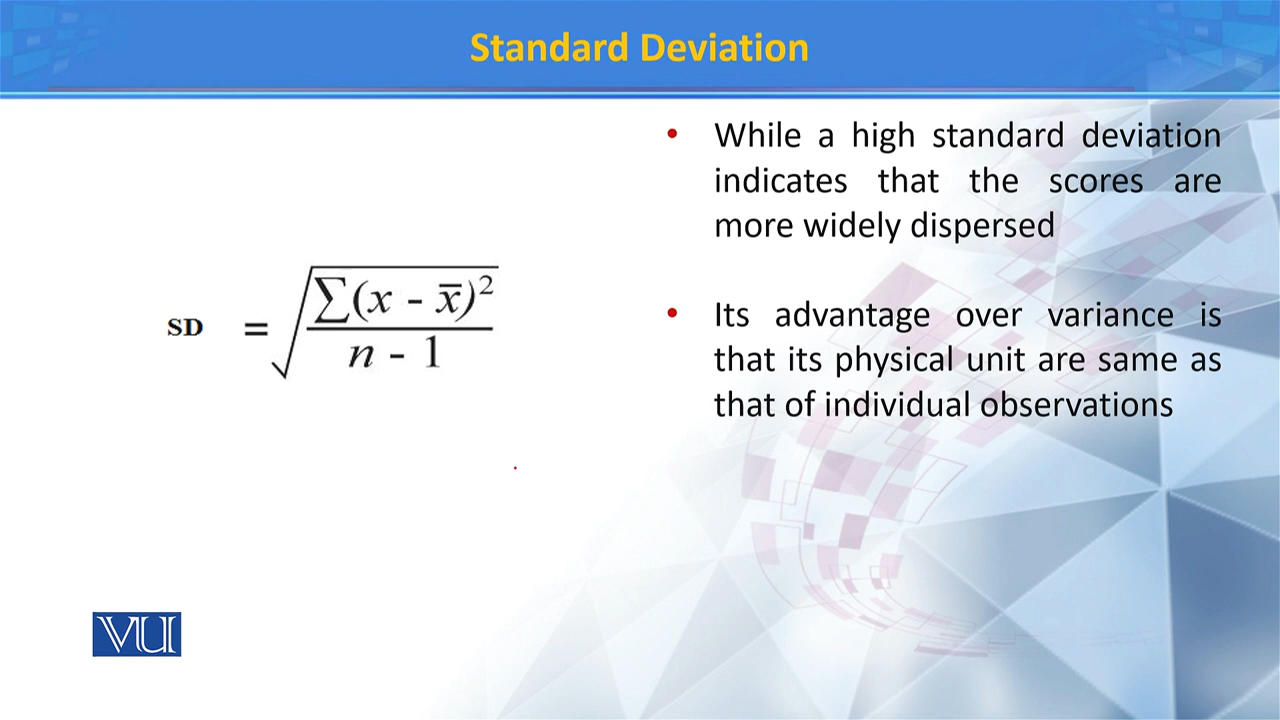 Standard Deviation
SD = √∑(x - x̄)²
n - 1
• While a high standard deviation
indicates that the scores are
more widely dispersed
• Its advantage over variance is
that its physical unit are same as
that of individual observations
VU